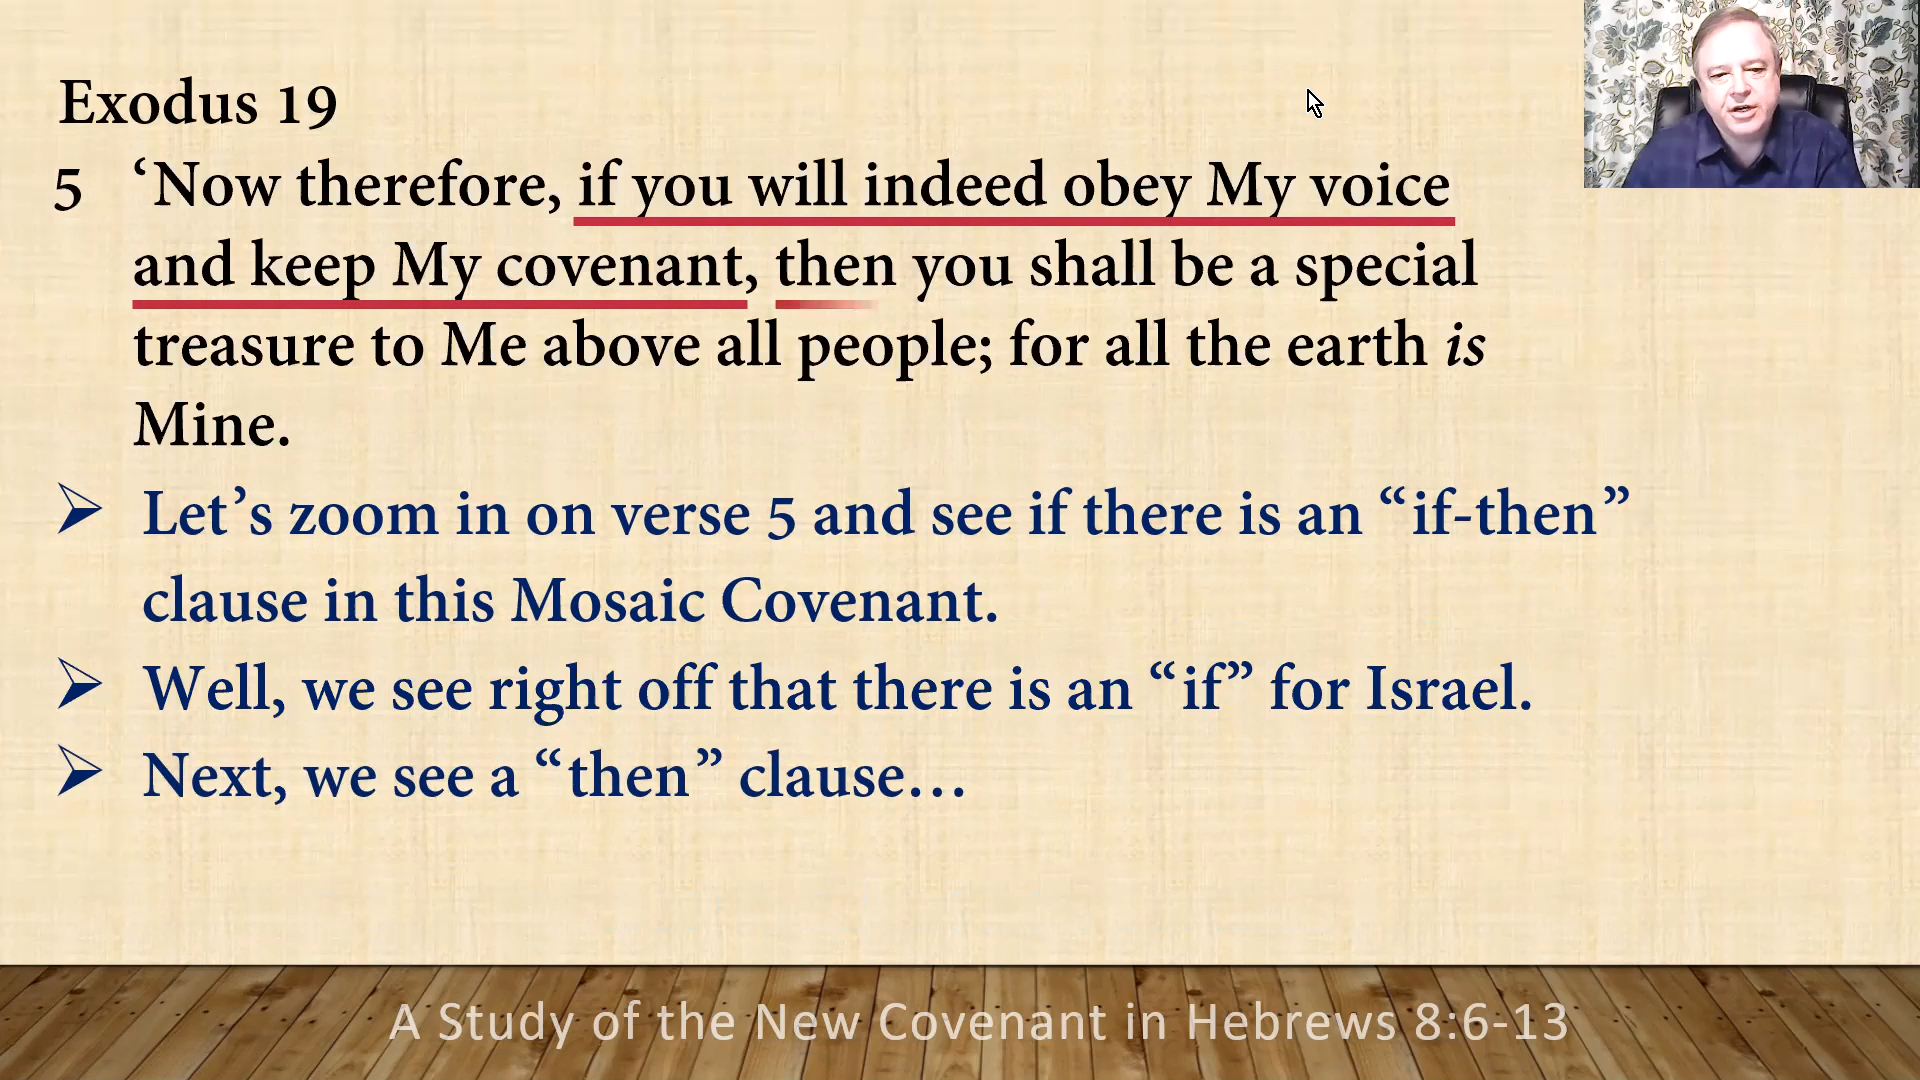 Exodus 19
5 ‘Now therefore, if you will indeed obey My voice
and keep My covenant, then you shall be a special
treasure to Me above all people; for all the earth is
Mine.
➢ Let’s zoom in on verse 5 and see if there is an “if-then”
clause in this Mosaic Covenant.
➢ Well, we see right off that there is an “if” for Israel.
➢ Next, we see a “then” clause…
A Study of the New Covenant in Hebrews 8:6-13